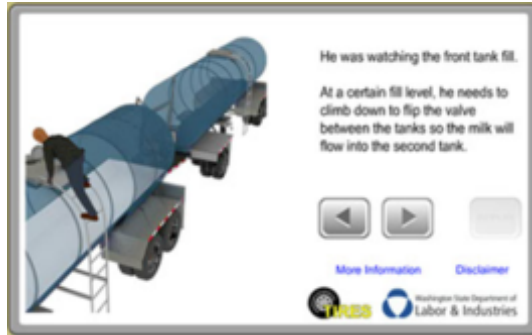 He was watching the front tank fill.
At a certain fill level, he needs to
climb down to flip the valve
between the tanks so the milk will
flow into the second tank.
More Information
Disclaimer
TIRES
Washington State Department of
Labor & Industries